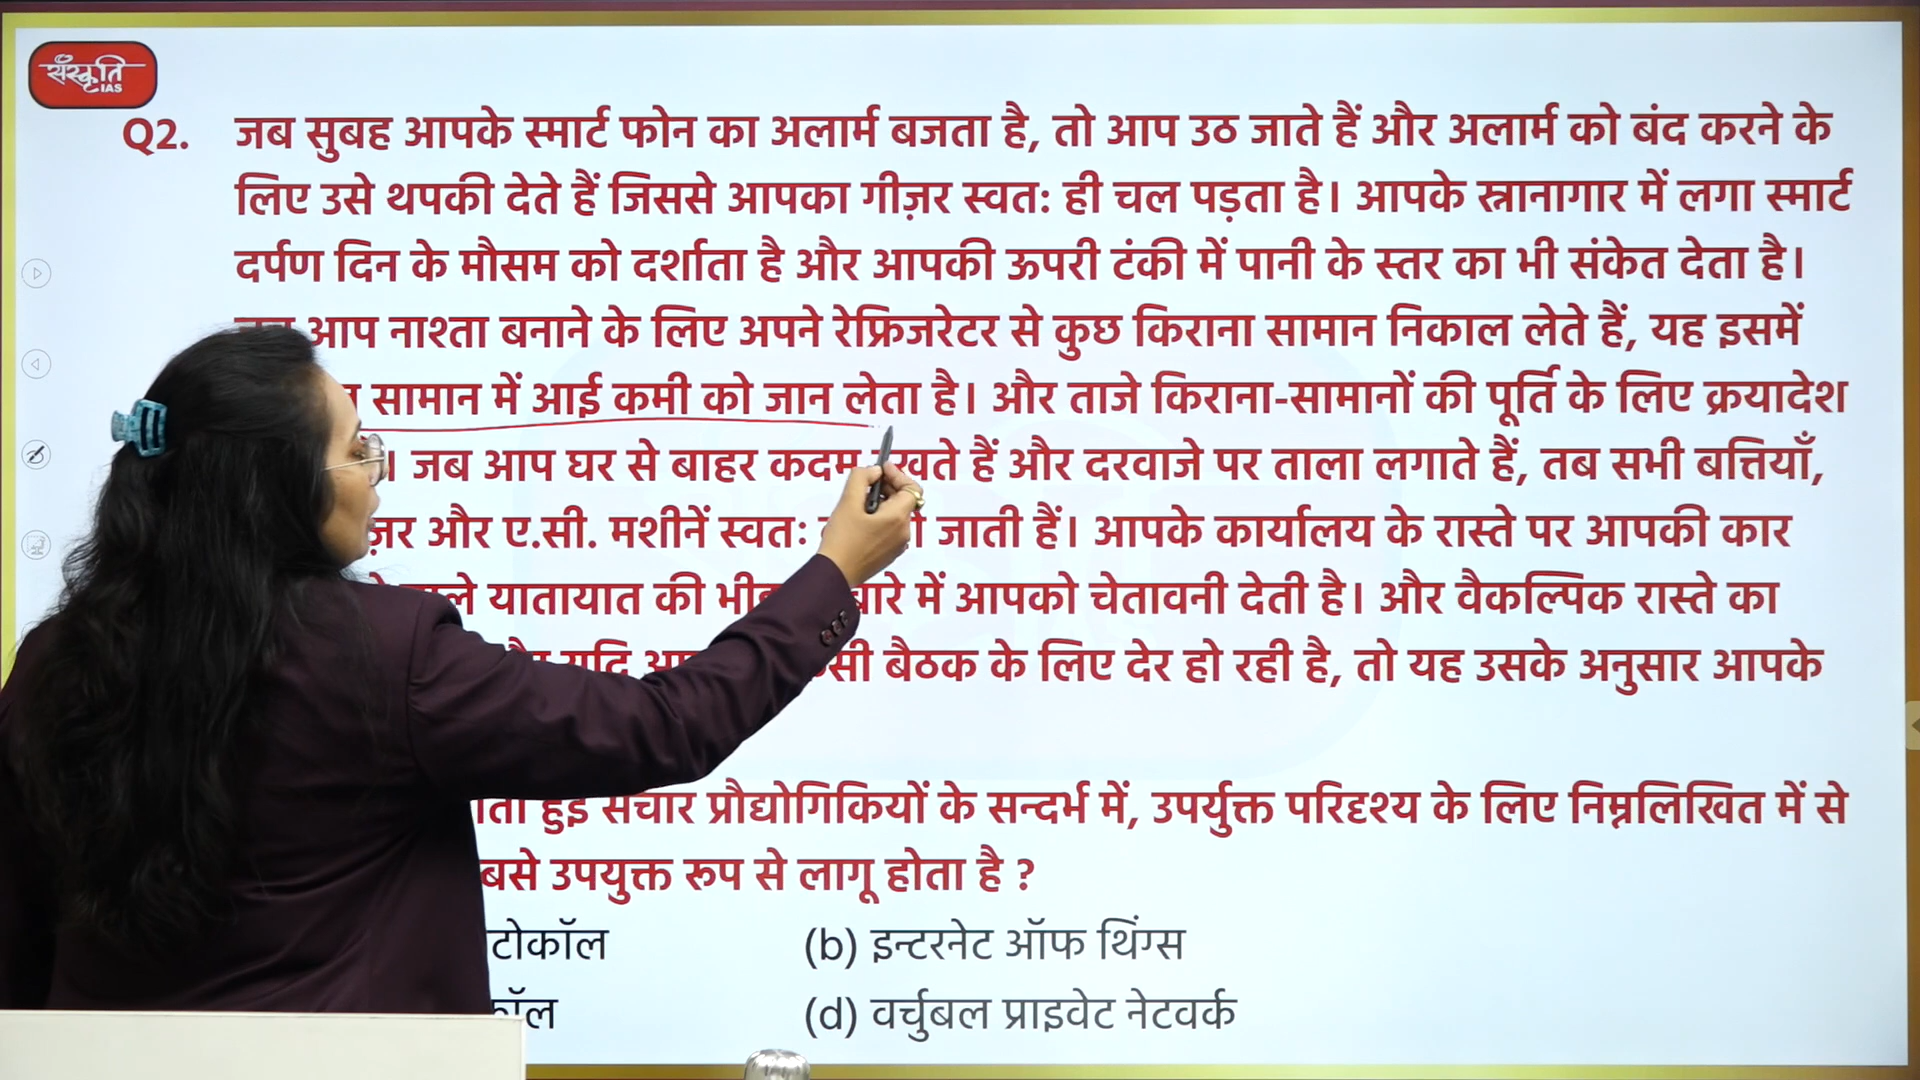 संस्कृति
IAS
Q2. जब सुबह आपके स्मार्ट फोन का अलार्म बजता है, तो आप उठ जाते हैं और अलार्म को बंद करने के
लिए उसे थपकी देते हैं जिससे आपका गीज़र स्वतः ही चल पड़ता है। आपके स्नानागार में लगा स्मार्ट
दर्पण दिन के मौसम को दर्शाता है और आपकी ऊपरी टंकी में पानी के स्तर का भी संकेत देता है।
आप नाश्ता बनाने के लिए अपने रेफ्रिजरेटर से कुछ किराना सामान निकाल लेते हैं, यह इसमें
सामान में आई कमी को जान लेता है। और ताजे किराना-सामानों की पूर्ति के लिए क्रयादेश
। जब आप घर से बाहर कदम हैं और दरवाजे पर ताला लगाते हैं, तब सभी बत्तियाँ,
और ए.सी. मशीनें स्वतः जाती हैं। आपके कार्यालय के रास्ते पर आपकी कार
यातायात की बारे में आपको चेतावनी देती है। और वैकल्पिक रास्ते का
यदि बैठक के लिए देर हो रही है, तो यह उसके अनुसार आपके
हुई संचार प्रौद्योगिकियों के सन्दर्भ में, उपर्युक्त परिदृश्य के लिए निम्नलिखित में से
उपयुक्त रूप से लागू होता है ?
(b) इन्टरनेट ऑफ थिंग्स
(d) वर्चुबल प्राइवेट नेटवर्क